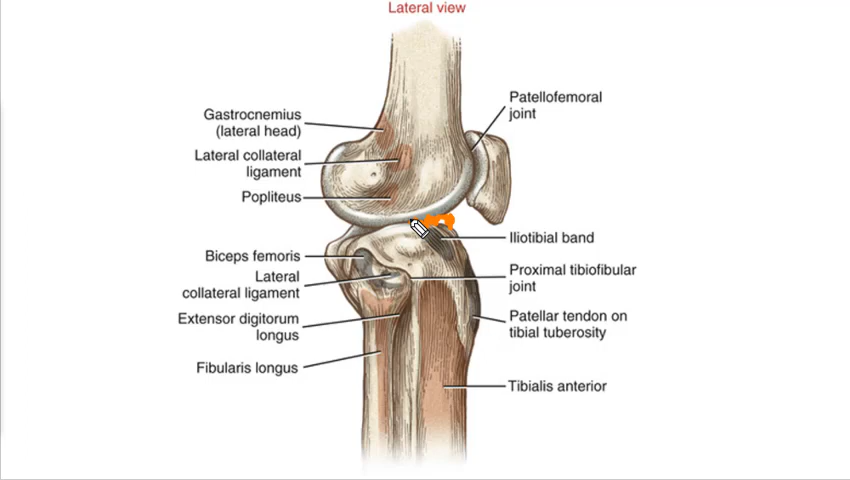 Lateral view
Patellofemoral
joint
Gastrocnemius
(lateral head)
Lateral collateral
ligament
Popliteus
Iliotibial band
Biceps femoris
Proximal tibiofibular
joint
Lateral
collateral ligament
Extensor digitorum
longus
Patellar tendon on
tibial tuberosity
Fibularis longus
Tibialis anterior